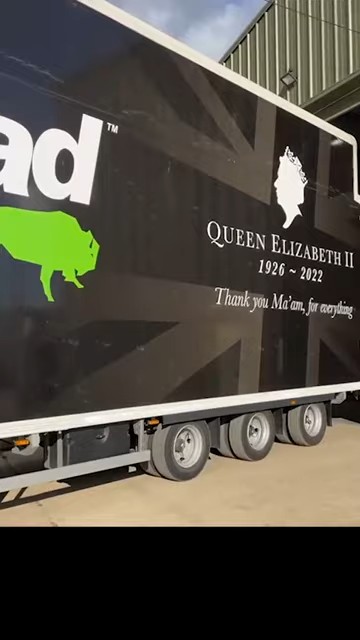 ad™
QUEEN ELIZABETH II
1926 ~ 2022
Thank you Ma'am, for everything